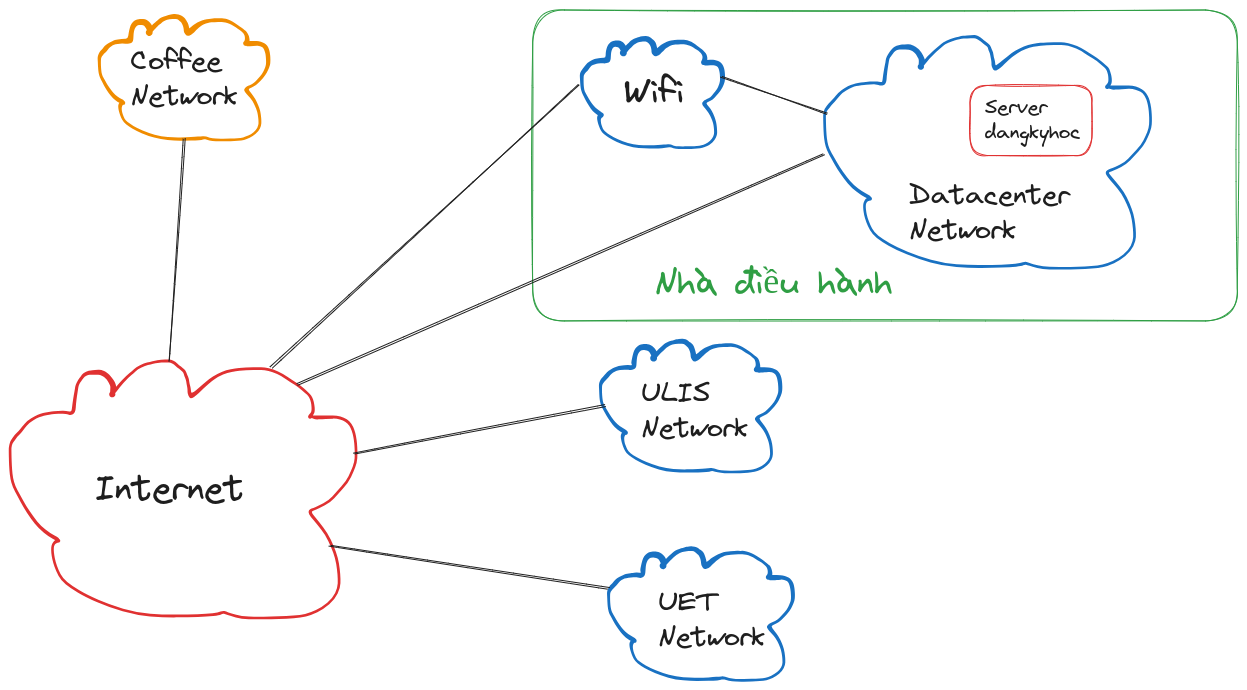 Coffee
Network
Wifi
Server
dangkyhoc
Datacenter
Network
Nhà điều hành
ULIS
Network
Internet
UET
Network